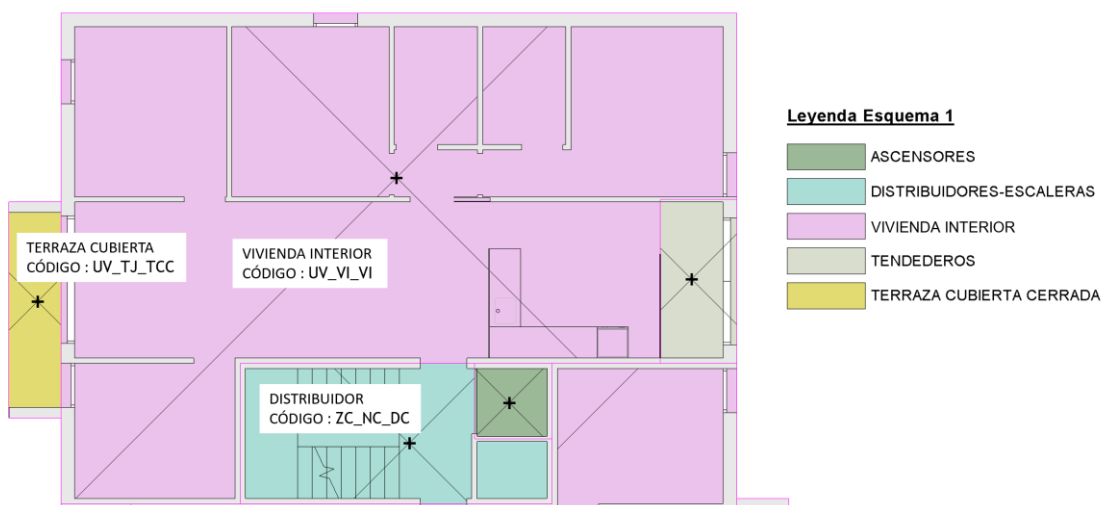 Leyenda Esquema 1
ASCENSORES
DISTRIBUIDORES-ESCALERAS
VIVIENDA INTERIOR
TENDEDEROS
TERRAZA CUBIERTA CERRADA
TERRAZA CUBIERTA
CÓDIGO : UV_TJ_TCC
VIVIENDA INTERIOR
CÓDIGO : UV_VI_VI
DISTRIBUIDOR
CÓDIGO : ZC_NC_DC